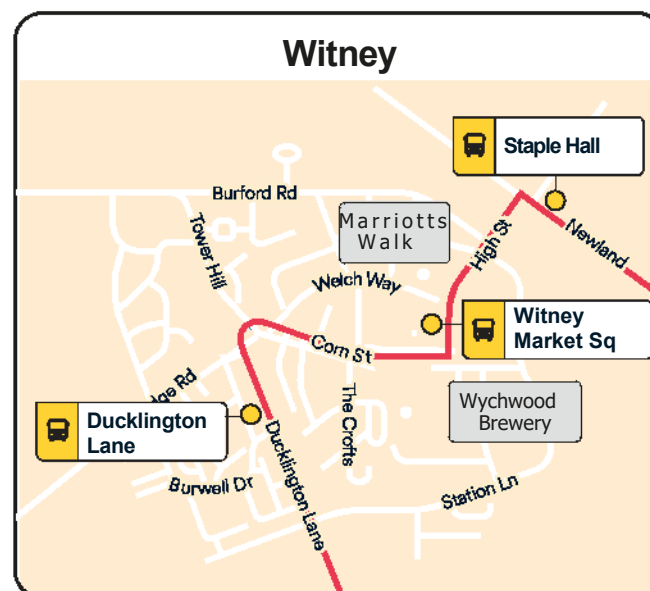 Witney
Staple Hall
Burford Rd
Marriotts
Walk
Tower Hill
High St
Newland
Welch Way
Witney
Market Sq
Corn St
dge Rd
Ducklington
Lane
The Crofts
Wychwood
Brewery
Ducklington Lane
Burwell Dr
Station Ln